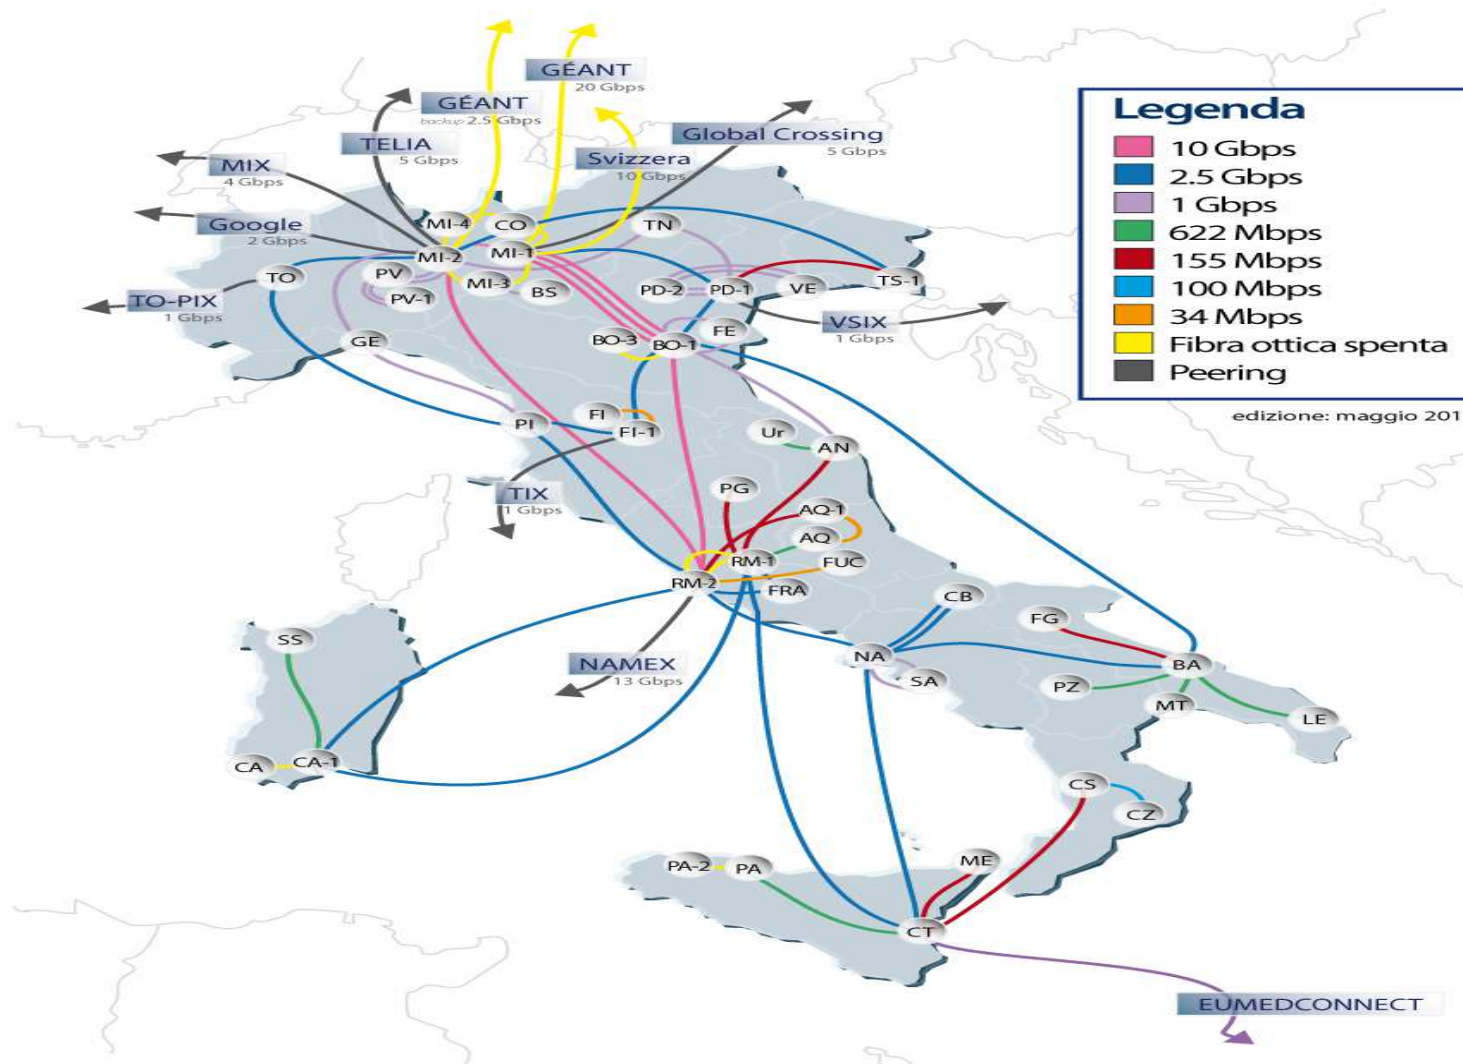 GÉANT
20 Gbps
GÉANT
backup 2.5 Gbps
TELIA
5 Gbps
Global Crossing
5 Gbps
Svizzera
10 Gbps
MIX
4 Gbps
Google
2 Gbps
TO-PIX
1 Gbps
VSIX
1 Gbps
TIX
1 Gbps
NAMEX
13 Gbps
EUMEDCONNECT
MI-4
CO
TN
MI-2
MI-1
TO
PV
PV-1
MI-3
BS
PD-2
PD-1
VE
TS-1
GE
BO-3
BO-1
FE
PI
FI
FI-1
Ur
AN
PG
AQ-1
AQ
RM-1
FUC
RM-2
FRA
CB
FG
SS
NA
SA
BA
PZ
MT
LE
CA
CA-1
CS
CZ
PA-2
PA
ME
CT
Legenda
10 Gbps
2.5 Gbps
1 Gbps
622 Mbps
155 Mbps
100 Mbps
34 Mbps
Fibra ottica spenta
Peering
edizione: maggio 201